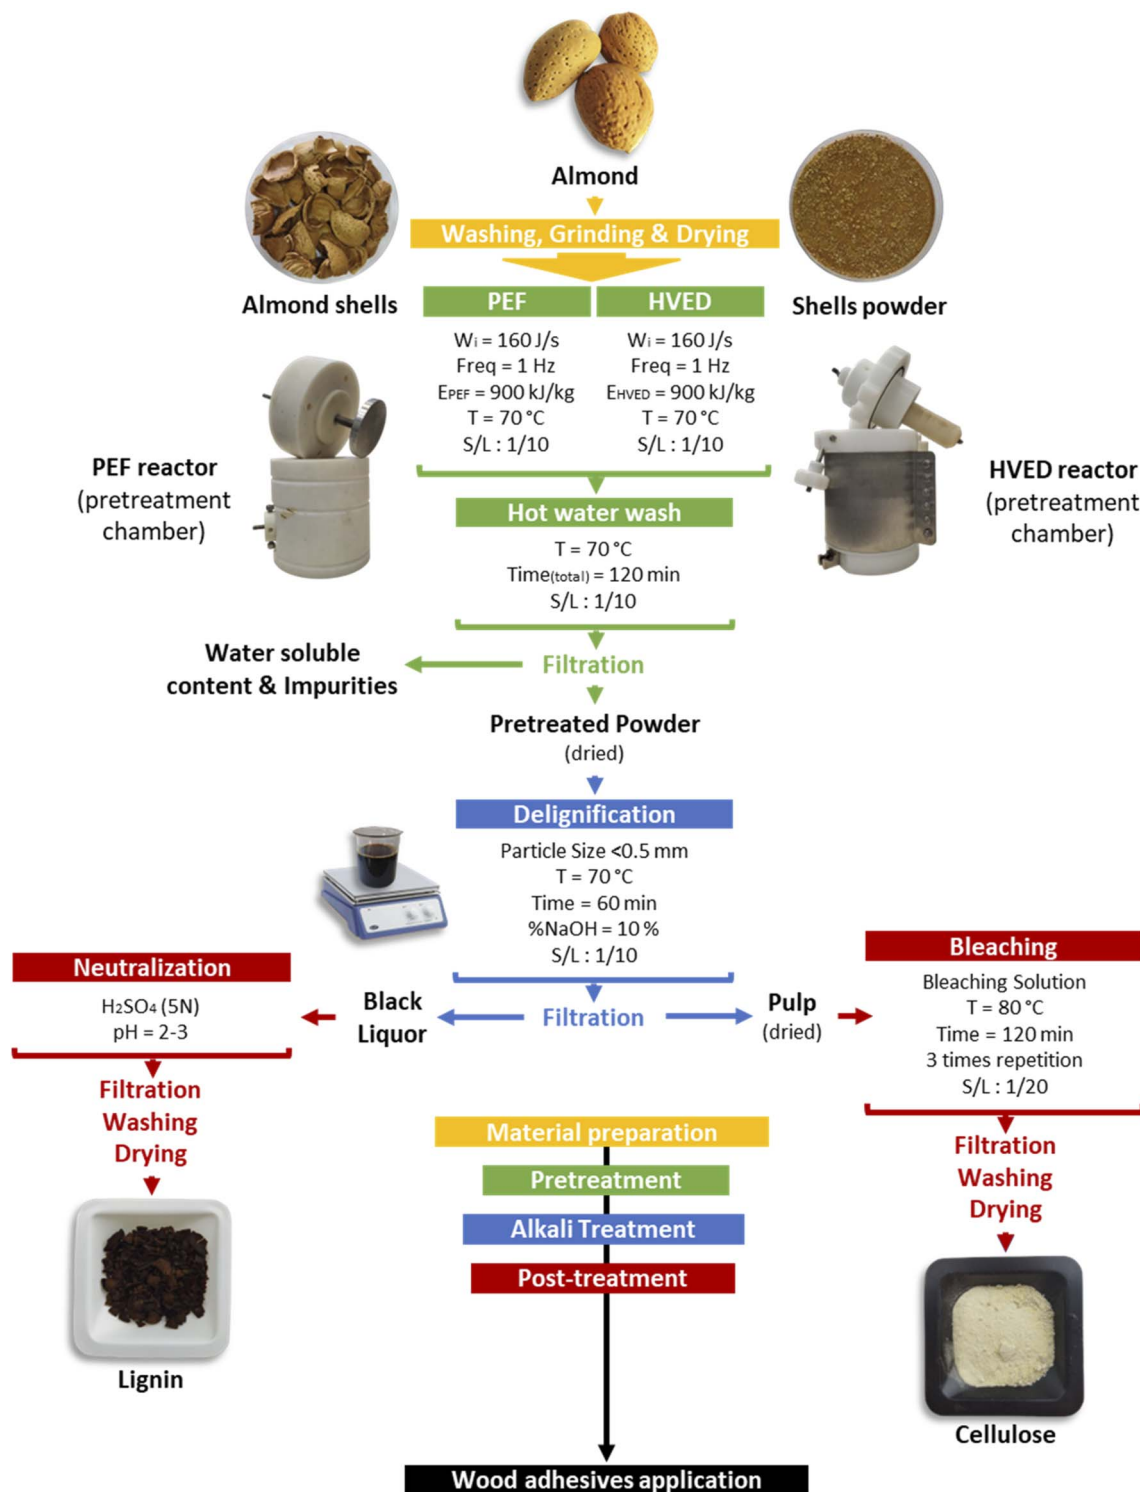 Almond
Almond shells
Washing, Grinding & Drying
Shells powder
PEF
Wi = 160 J/s
Freq = 1 Hz
EPEF = 900 kJ/kg
T = 70 °C
S/L : 1/10
HVED
Wi = 160 J/s
Freq = 1 Hz
EHVED = 900 kJ/kg
T = 70 °C
S/L : 1/10
PEF reactor
(pretreatment
chamber)
HVED reactor
(pretreatment
chamber)
Hot water wash
T = 70 °C
Time(total) = 120 min
S/L : 1/10
Filtration
Water soluble
content & Impurities
Pretreated Powder
(dried)
Delignification
Particle Size <0.5 mm
T = 70 °C
Time = 60 min
%NaOH = 10 %
S/L : 1/10
Filtration
Black
Liquor
Neutralization
H₂SO₄ (5N)
pH = 2-3
Filtration
Washing
Drying
Lignin
Pulp
(dried)
Bleaching
Bleaching Solution
T = 80 °C
Time = 120 min
3 times repetition
S/L : 1/20
Filtration
Washing
Drying
Cellulose
Material preparation
Pretreatment
Alkali Treatment
Post-treatment
Wood adhesives application